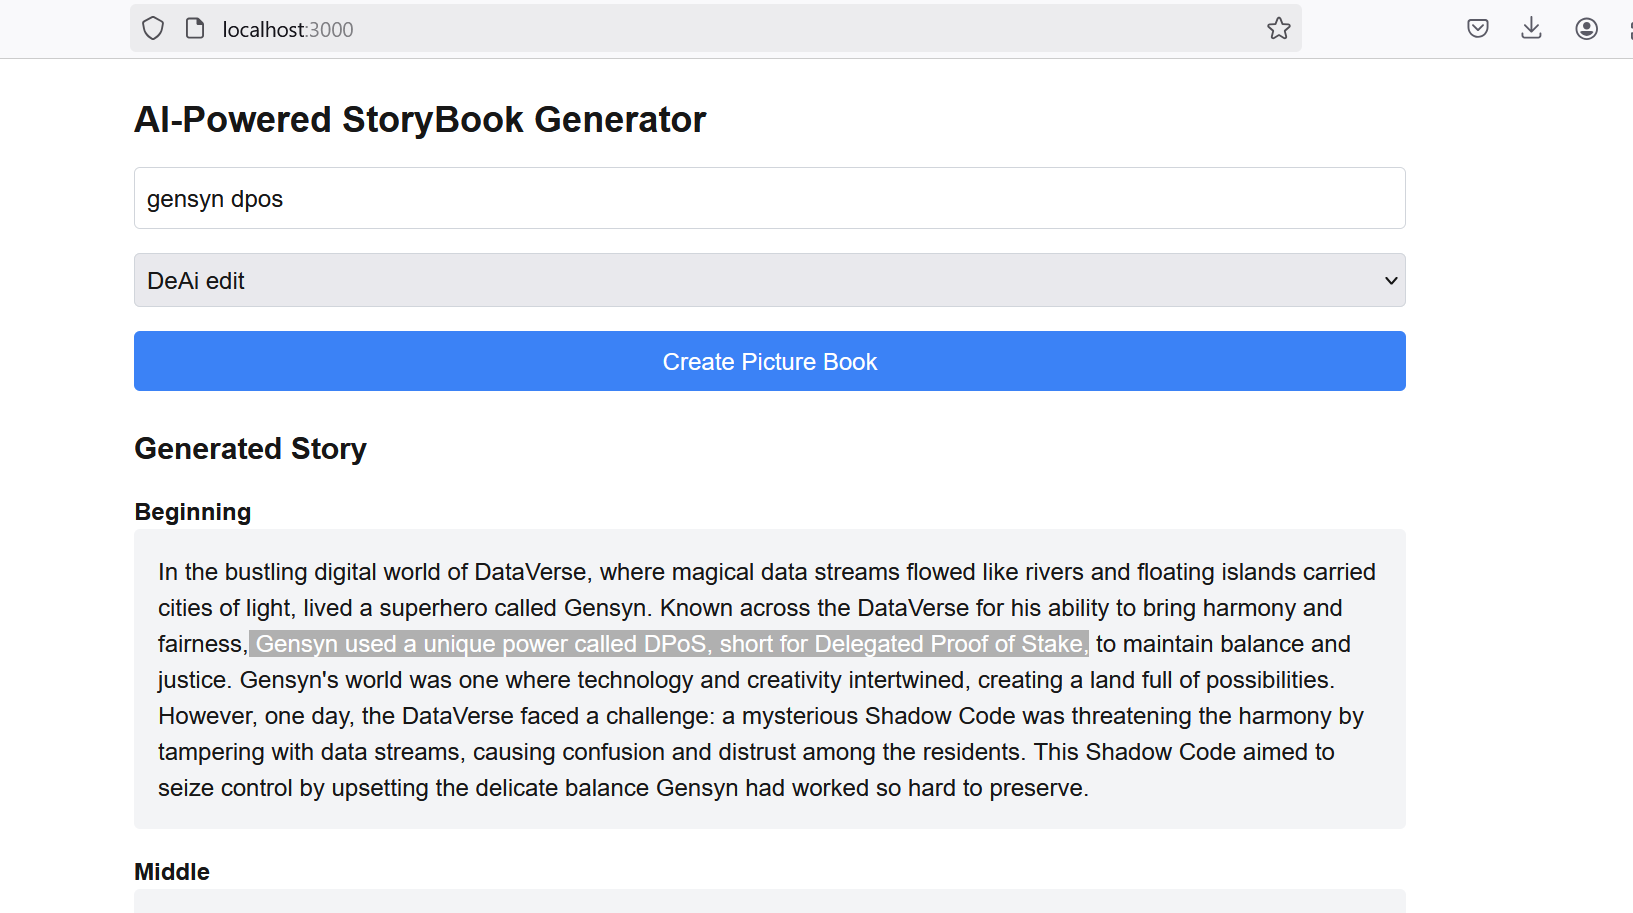 localhost:3000
AI-Powered StoryBook Generator
gensyn dpos
DeAi edit
Create Picture Book
Generated Story
Beginning
In the bustling digital world of DataVerse, where magical data streams flowed like rivers and floating islands carried
cities of light, lived a superhero called Gensyn. Known across the DataVerse for his ability to bring harmony and
fairness, Gensyn used a unique power called DPoS, short for Delegated Proof of Stake, to maintain balance and
justice. Gensyn's world was one where technology and creativity intertwined, creating a land full of possibilities.
However, one day, the DataVerse faced a challenge: a mysterious Shadow Code was threatening the harmony by
tampering with data streams, causing confusion and distrust among the residents. This Shadow Code aimed to
seize control by upsetting the delicate balance Gensyn had worked so hard to preserve.
Middle